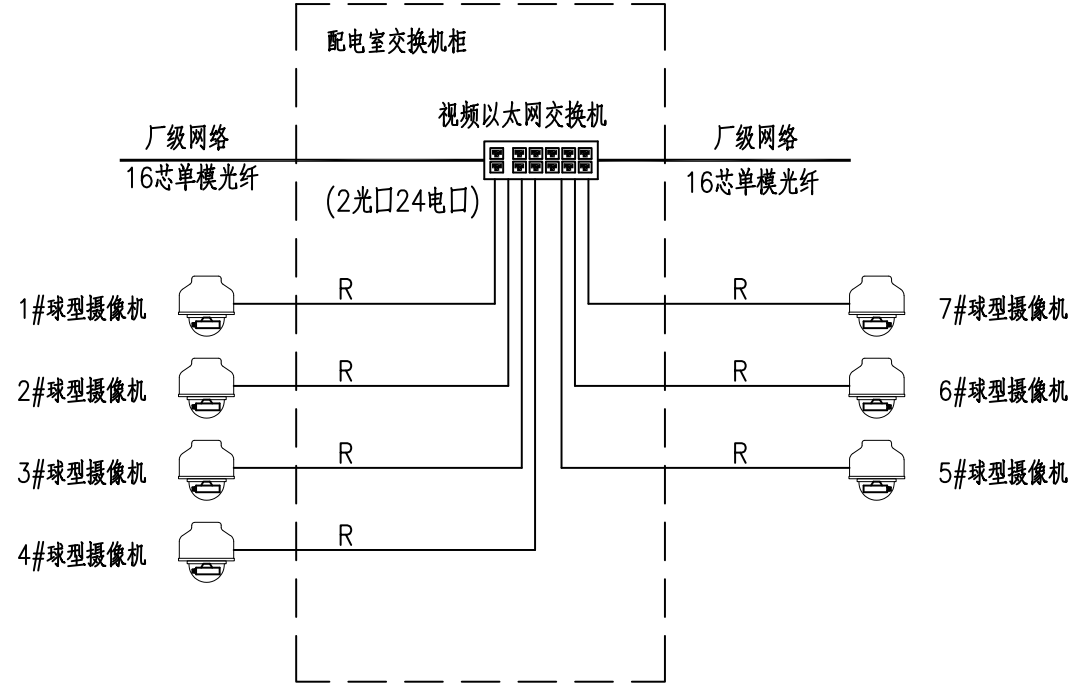 配电室交换机柜
视频以太网交换机
厂级网络
厂级网络
16芯单模光纤
16芯单模光纤
(2光口24电口)
R
R
1#球型摄像机
7#球型摄像机
R
R
2#球型摄像机
6#球型摄像机
R
R
3#球型摄像机
5#球型摄像机
R
4#球型摄像机